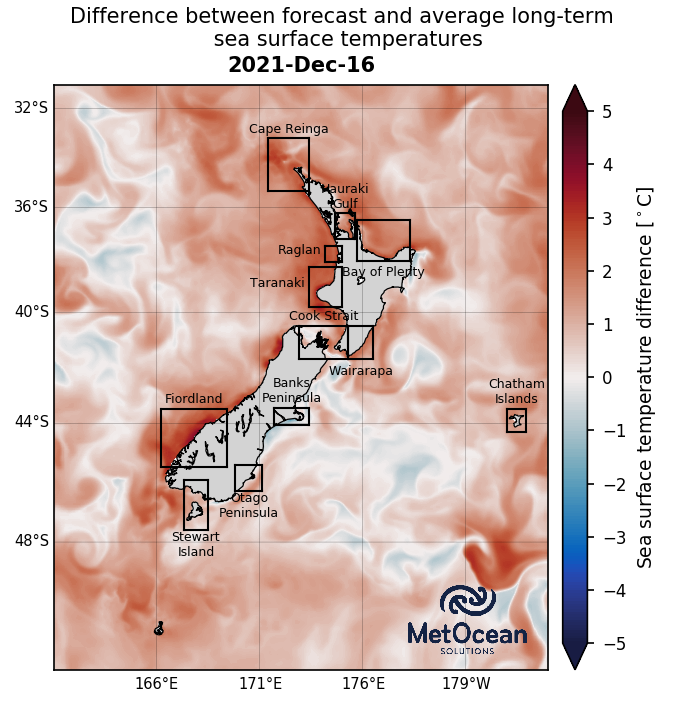 Difference between forecast and average long-term
sea surface temperatures
2021-Dec-16
32°S
36°S
40°S
44°S
48°S
Cape Reinga
Hauraki
Gulf
Raglan
Bay of Plenty
Taranaki
Cook Strait
Wairarapa
Banks
Peninsula
Fiordland
Chatham
Islands
Otago
Peninsula
Stewart
Island
MetOcean
SOLUTIONS
166°E
171°E
176°E
179°W
5
4
3
2
1
0
−1
−2
−3
−4
−5
Sea surface temperature difference [°C]